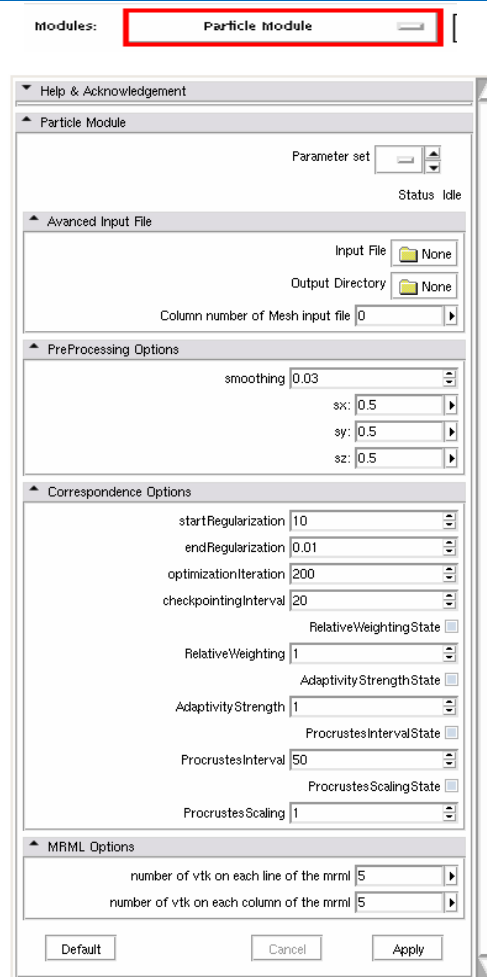 Modules: Particle Module
Help & Acknowledgement
Particle Module
Parameter set
Status Idle
Avanced Input File
Input File None
Output Directory None
Column number of Mesh input file 0
PreProcessing Options
smoothing 0.03
sx: 0.5
sy: 0.5
sz: 0.5
Correspondence Options
startRegularization 10
endRegularization 0.01
optimizationIteration 200
checkpointingInterval 20
RelativeWeightingState
RelativeWeighting 1
AdaptivityStrengthState
AdaptivityStrength 1
ProcrustesIntervalState
ProcrustesInterval 50
ProcrustesScalingState
ProcrustesScaling 1
MRML Options
number of vtk on each line of the mrml 5
number of vtk on each column of the mrml 5
Default Cancel Apply